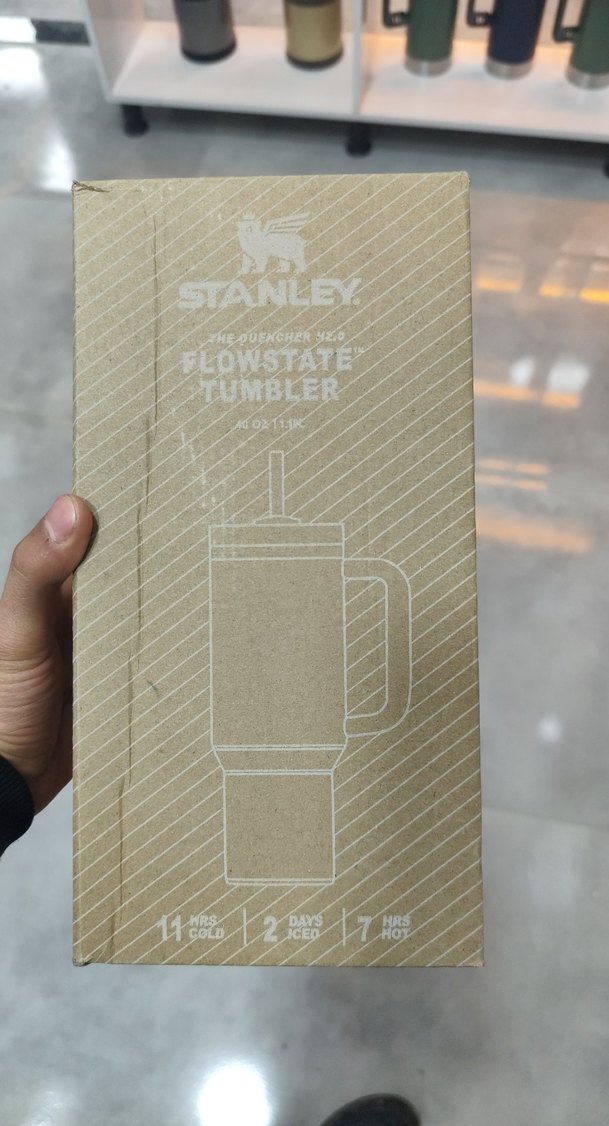 STANLEY.
THE QUENCHER H2.0
FLOWSTATE™
TUMBLER
40 OZ | 1.18L
11 HRS COLD | 2 DAYS ICED | 7 HRS HOT